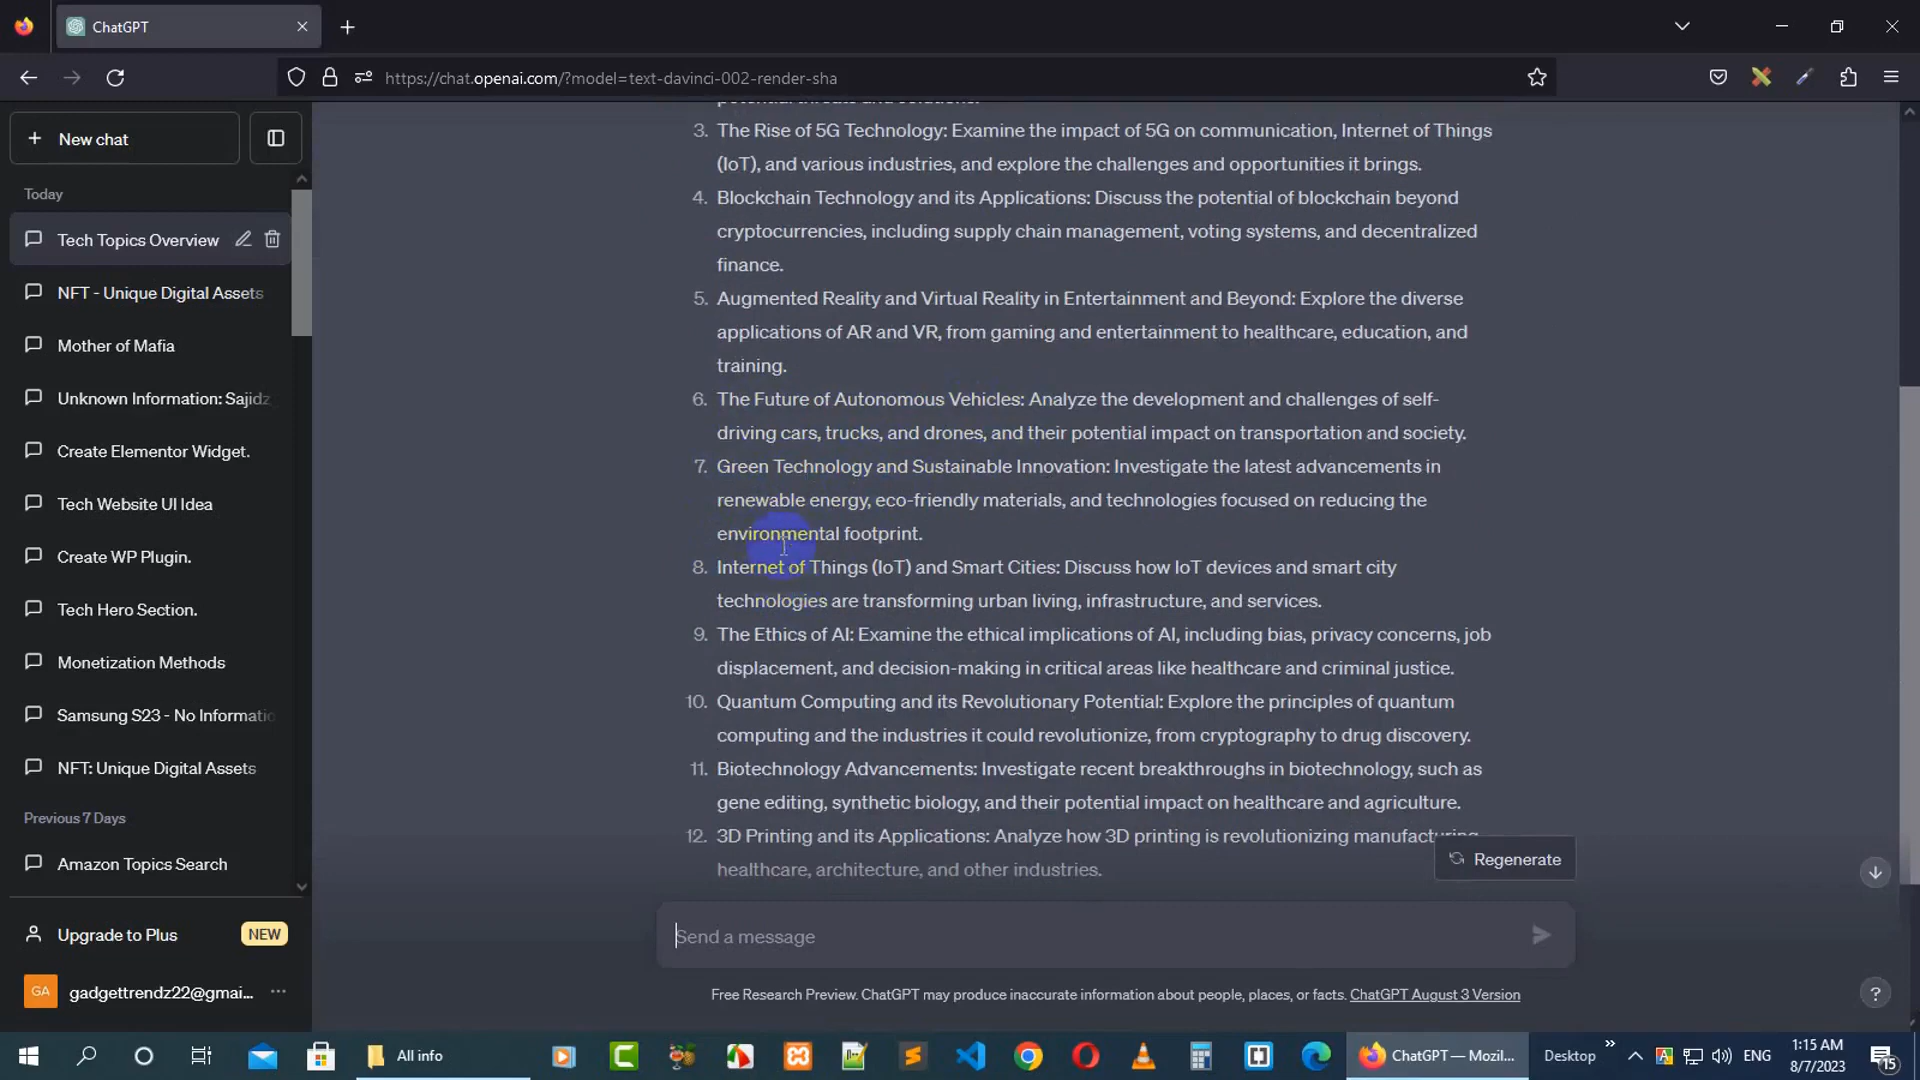 ChatGPT
https://chat.openai.com/?model=text-davinci-002-render-sha
New chat
Today
Tech Topics Overview
NFT - Unique Digital Assets
Mother of Mafia
Unknown Information: Sajidz
Create Elementor Widget.
Tech Website UI Idea
Create WP Plugin.
Tech Hero Section.
Monetization Methods
Samsung S23 - No Informatio
NFT: Unique Digital Assets
Previous 7 Days
Amazon Topics Search
Upgrade to Plus NEW
GA gadgettrendz22@gmai...
potential threats and solutions.
3. The Rise of 5G Technology: Examine the impact of 5G on communication, Internet of Things
(IoT), and various industries, and explore the challenges and opportunities it brings.
4. Blockchain Technology and its Applications: Discuss the potential of blockchain beyond
cryptocurrencies, including supply chain management, voting systems, and decentralized
finance.
5. Augmented Reality and Virtual Reality in Entertainment and Beyond: Explore the diverse
applications of AR and VR, from gaming and entertainment to healthcare, education, and
training.
6. The Future of Autonomous Vehicles: Analyze the development and challenges of self-
driving cars, trucks, and drones, and their potential impact on transportation and society.
7. Green Technology and Sustainable Innovation: Investigate the latest advancements in
renewable energy, eco-friendly materials, and technologies focused on reducing the
environmental footprint.
8. Internet of Things (IoT) and Smart Cities: Discuss how IoT devices and smart city
technologies are transforming urban living, infrastructure, and services.
9. The Ethics of AI: Examine the ethical implications of AI, including bias, privacy concerns, job
displacement, and decision-making in critical areas like healthcare and criminal justice.
10. Quantum Computing and its Revolutionary Potential: Explore the principles of quantum
computing and the industries it could revolutionize, from cryptography to drug discovery.
11. Biotechnology Advancements: Investigate recent breakthroughs in biotechnology, such as
gene editing, synthetic biology, and their potential impact on healthcare and agriculture.
12. 3D Printing and its Applications: Analyze how 3D printing is revolutionizing manufacturing,
healthcare, architecture, and other industries.
Regenerate
Send a message
Free Research Preview. ChatGPT may produce inaccurate information about people, places, or facts. ChatGPT August 3 Version
?
All info
ChatGPT — Mozil...
Desktop
ENG
1:15 AM
8/7/2023
15